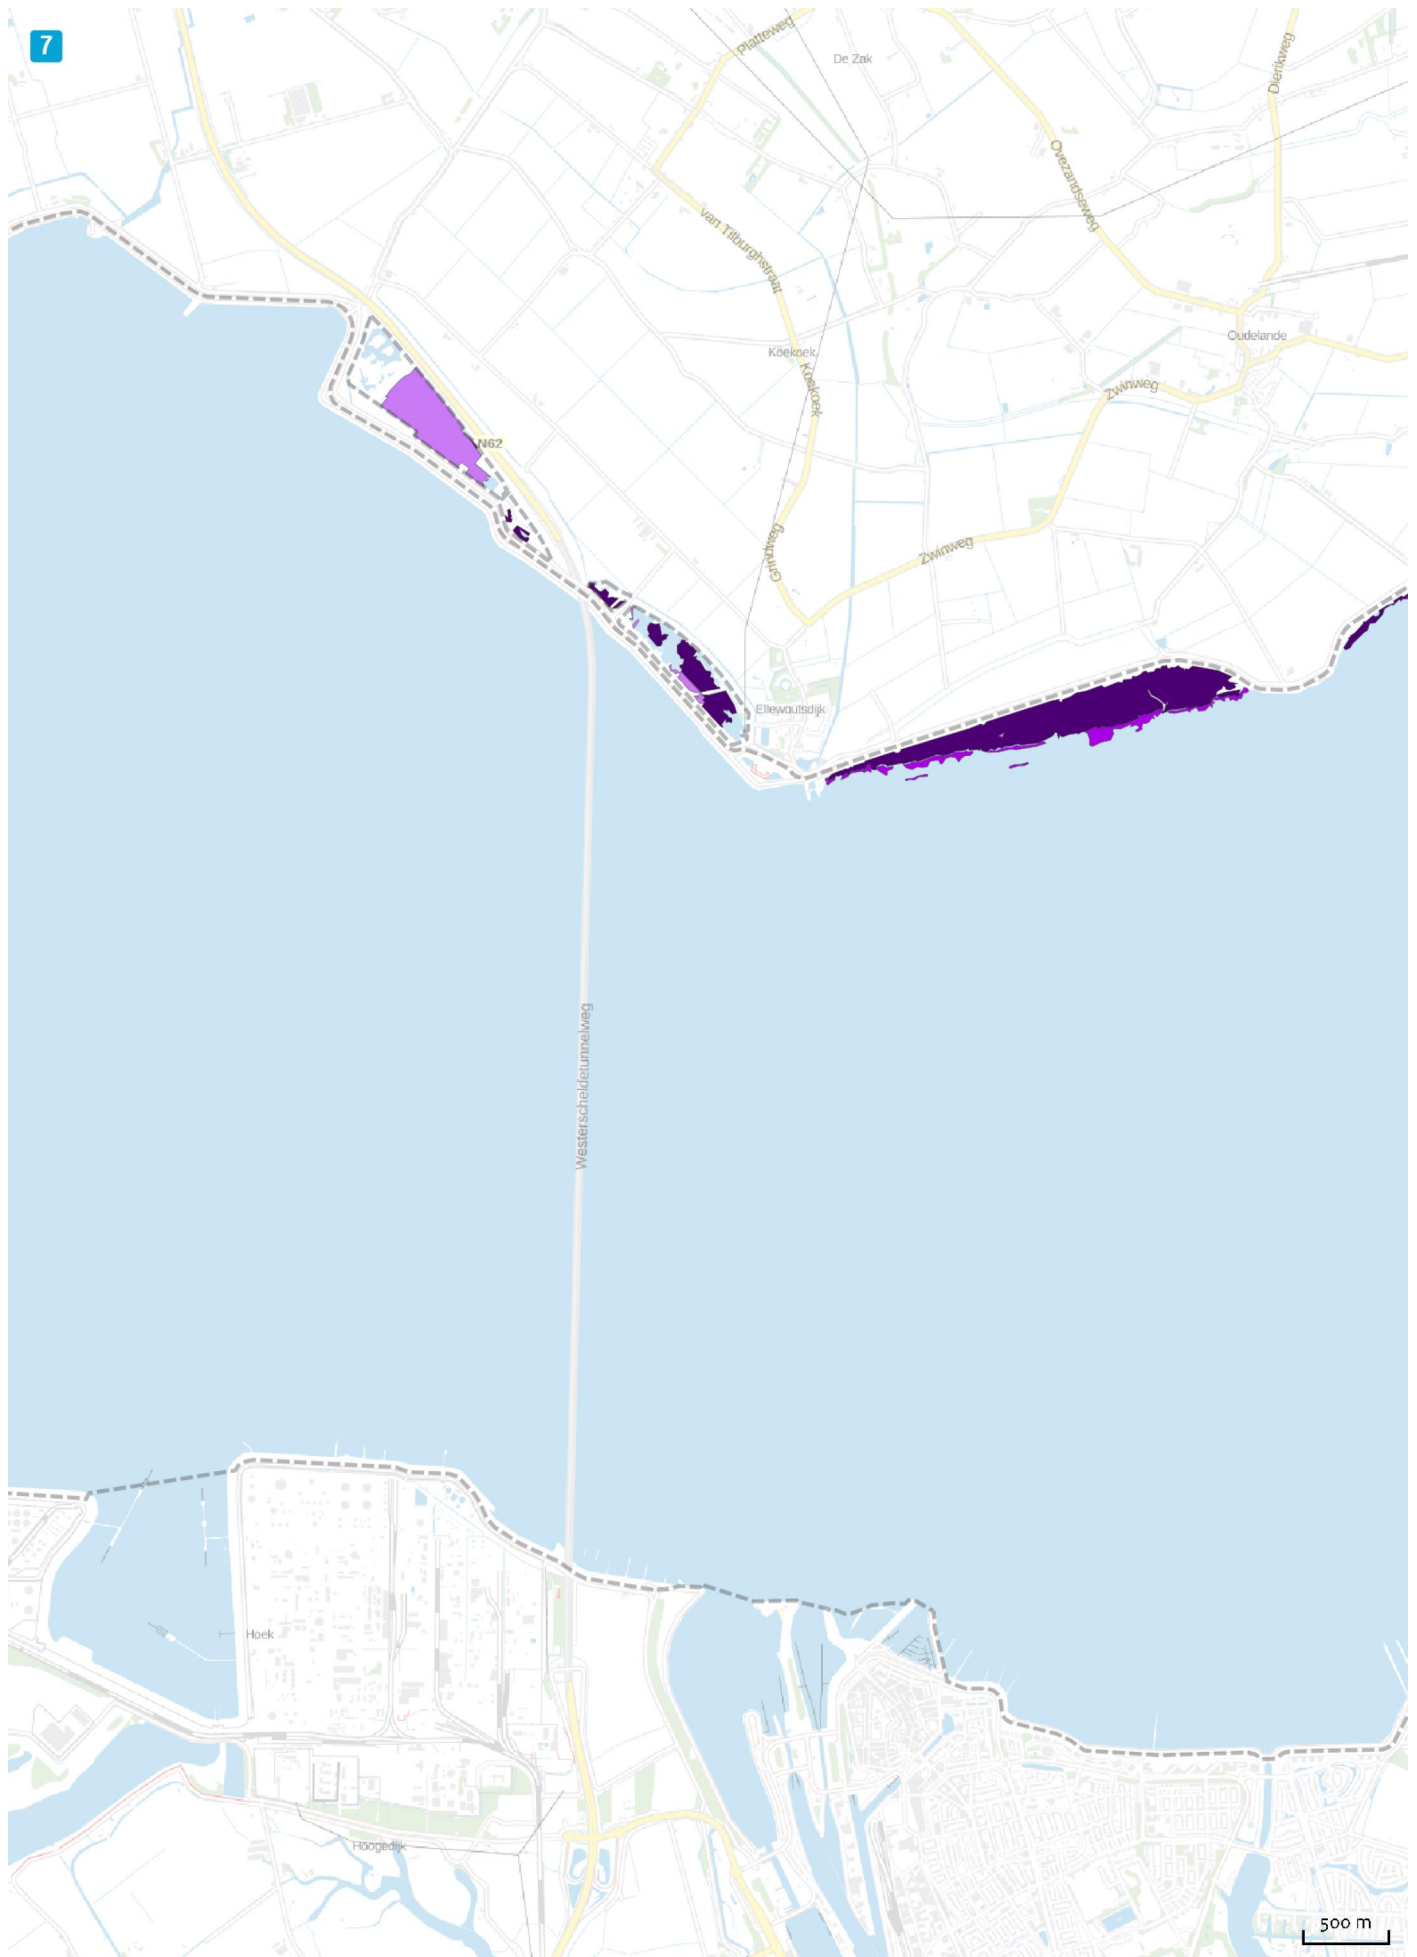 7
Platteweg
De Zak
Dierikweg
Ovezandseweg
van Tilburghstraat
Koekoek
Koekoek
Oudelande
Zwinweg
N62
Grindweg
Zwinweg
Ellewoutsdijk
Westerscheldetunnelweg
Hoek
Hoogedijk
500 m